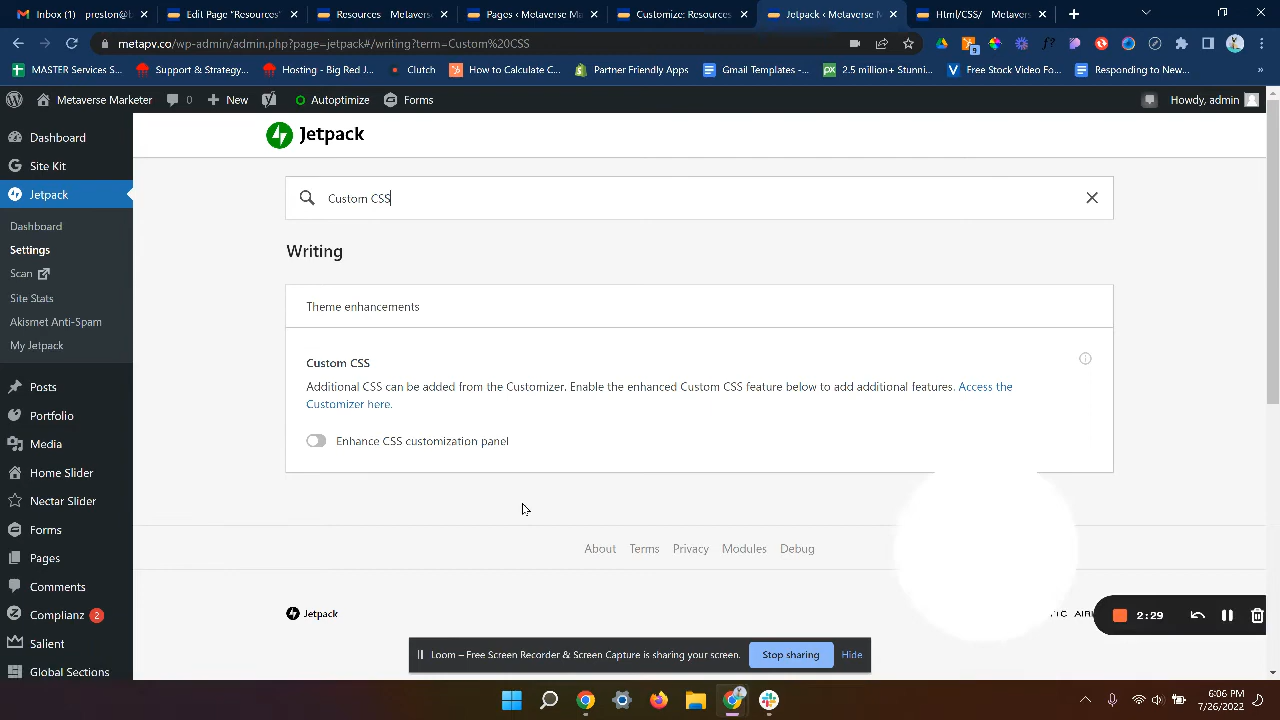 Inbox (1) - preston@b
Edit Page "Resources"
Resources - Metaverse
Pages ‹ Metaverse Ma
Customize: Resources
Jetpack ‹ Metaverse M
Html/CSS/ - Metavers
metapv.co/wp-admin/admin.php?page=jetpack#/writing?term=Custom%20CSS
MASTER Services S...
Support & Strategy...
Hosting - Big Red J...
Clutch
How to Calculate C...
Partner Friendly Apps
Gmail Templates -...
2.5 million+ Stunni...
Free Stock Video Fo...
Responding to New...
»
Metaverse Marketer
0
New
Autoptimize
Forms
Howdy, admin
Dashboard
Site Kit
Jetpack
Dashboard
Settings
Scan
Site Stats
Akismet Anti-Spam
My Jetpack
Posts
Portfolio
Media
Home Slider
Nectar Slider
Forms
Pages
Comments
Complianz 2
Salient
Global Sections
Jetpack
Custom CSS
Writing
Theme enhancements
Custom CSS
Additional CSS can be added from the Customizer. Enable the enhanced Custom CSS feature below to add additional features. Access the
Customizer here.
Enhance CSS customization panel
About
Terms
Privacy
Modules
Debug
Jetpack
2:29
Loom – Free Screen Recorder & Screen Capture is sharing your screen.
Stop sharing
Hide
6:06 PM
7/26/2022